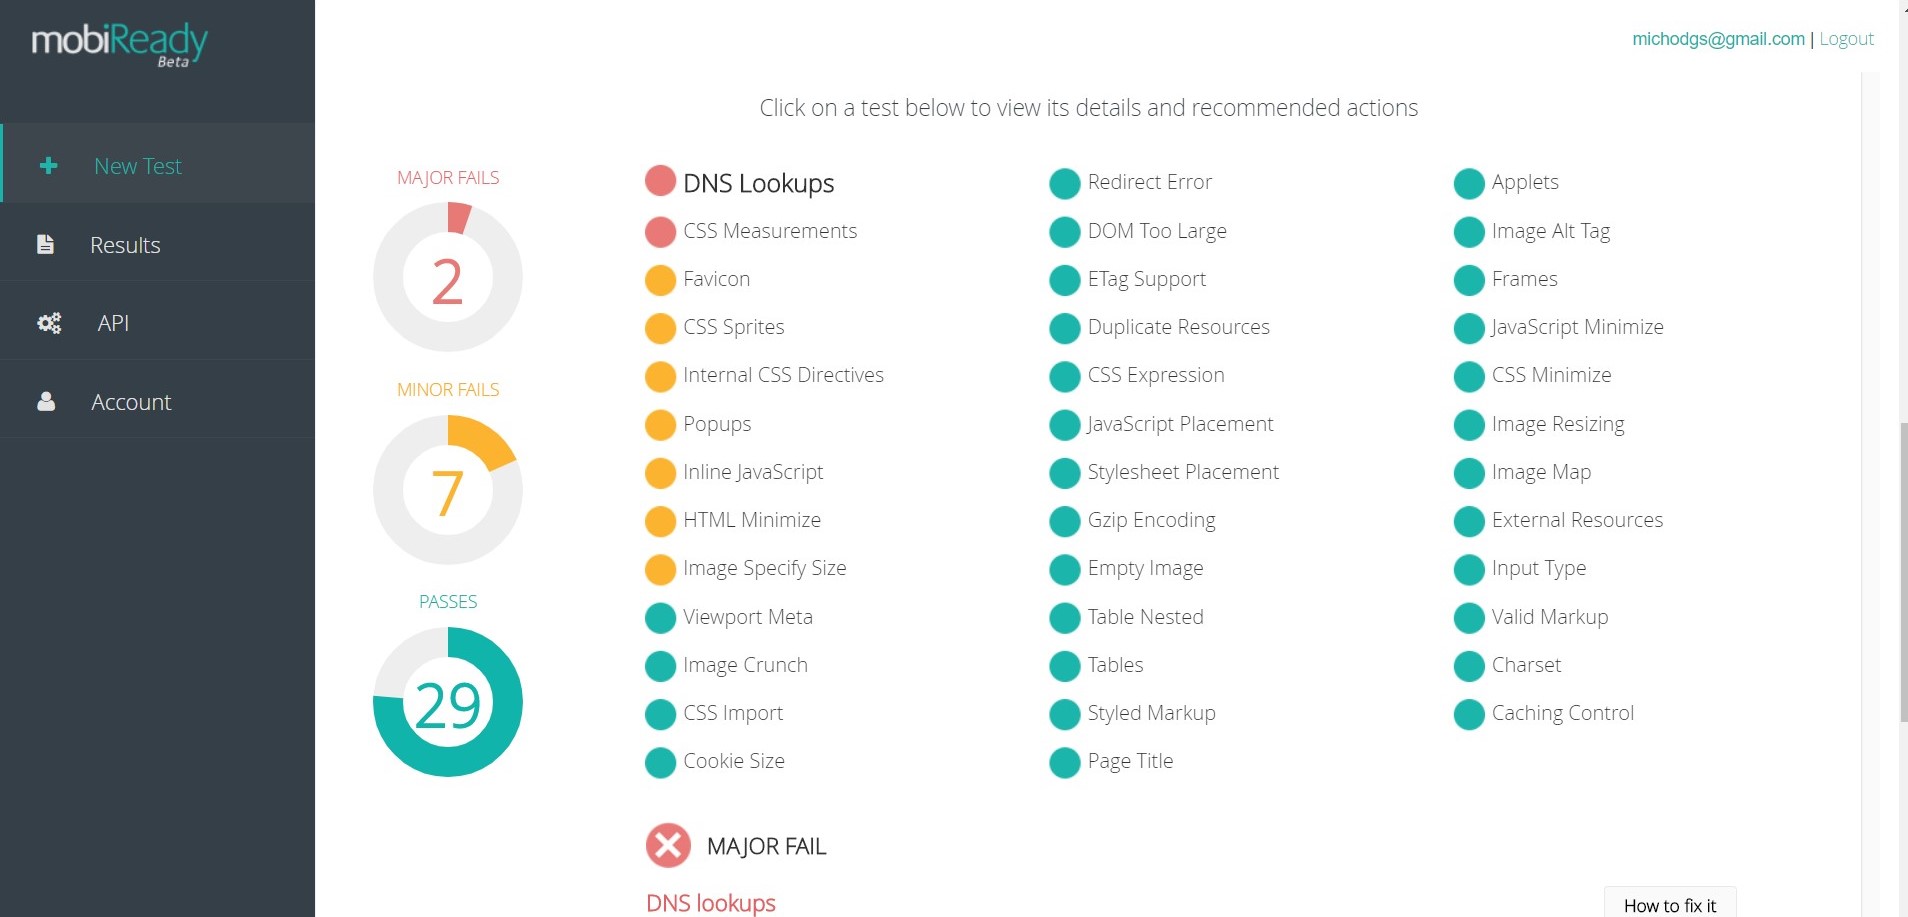 mobiReady
Beta
michodgs@gmail.com | Logout
New Test
Results
API
Account
Click on a test below to view its details and recommended actions
MAJOR FAILS
2
MINOR FAILS
7
PASSES
29
DNS Lookups
CSS Measurements
Favicon
CSS Sprites
Internal CSS Directives
Popups
Inline JavaScript
HTML Minimize
Image Specify Size
Viewport Meta
Image Crunch
CSS Import
Cookie Size
Redirect Error
DOM Too Large
ETag Support
Duplicate Resources
CSS Expression
JavaScript Placement
Stylesheet Placement
Gzip Encoding
Empty Image
Table Nested
Tables
Styled Markup
Page Title
Applets
Image Alt Tag
Frames
JavaScript Minimize
CSS Minimize
Image Resizing
Image Map
External Resources
Input Type
Valid Markup
Charset
Caching Control
MAJOR FAIL
DNS lookups
How to fix it